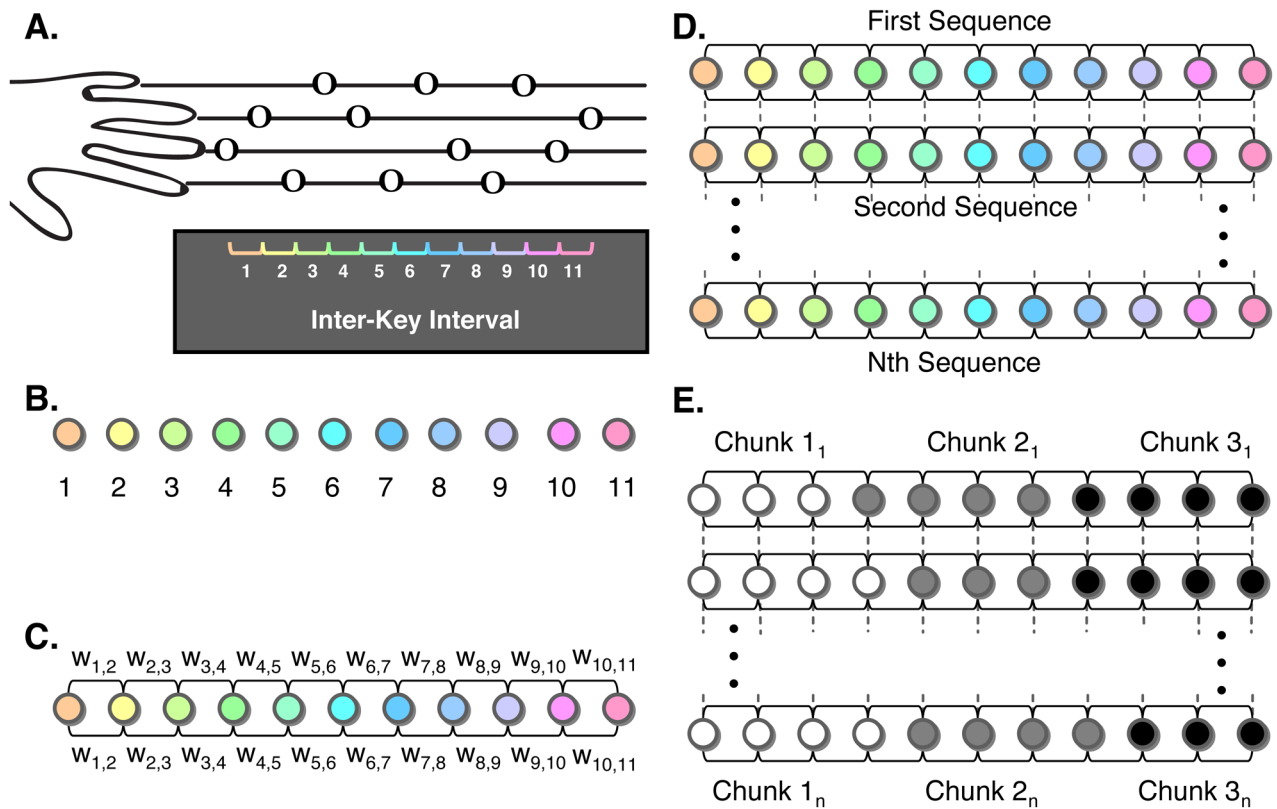 A.
O O O
O O O
O O O
O O O
1 2 3 4 5 6 7 8 9 10 11
Inter-Key Interval
B.
1 2 3 4 5 6 7 8 9 10 11
C.
w1,2 w2,3 w3,4 w4,5 w5,6 w6,7 w7,8 w8,9 w9,10 w10,11
w1,2 w2,3 w3,4 w4,5 w5,6 w6,7 w7,8 w8,9 w9,10 w10,11
D.
First Sequence
Second Sequence
Nth Sequence
E.
Chunk 1₁ Chunk 2₁ Chunk 3₁
Chunk 1ₙ Chunk 2ₙ Chunk 3ₙ